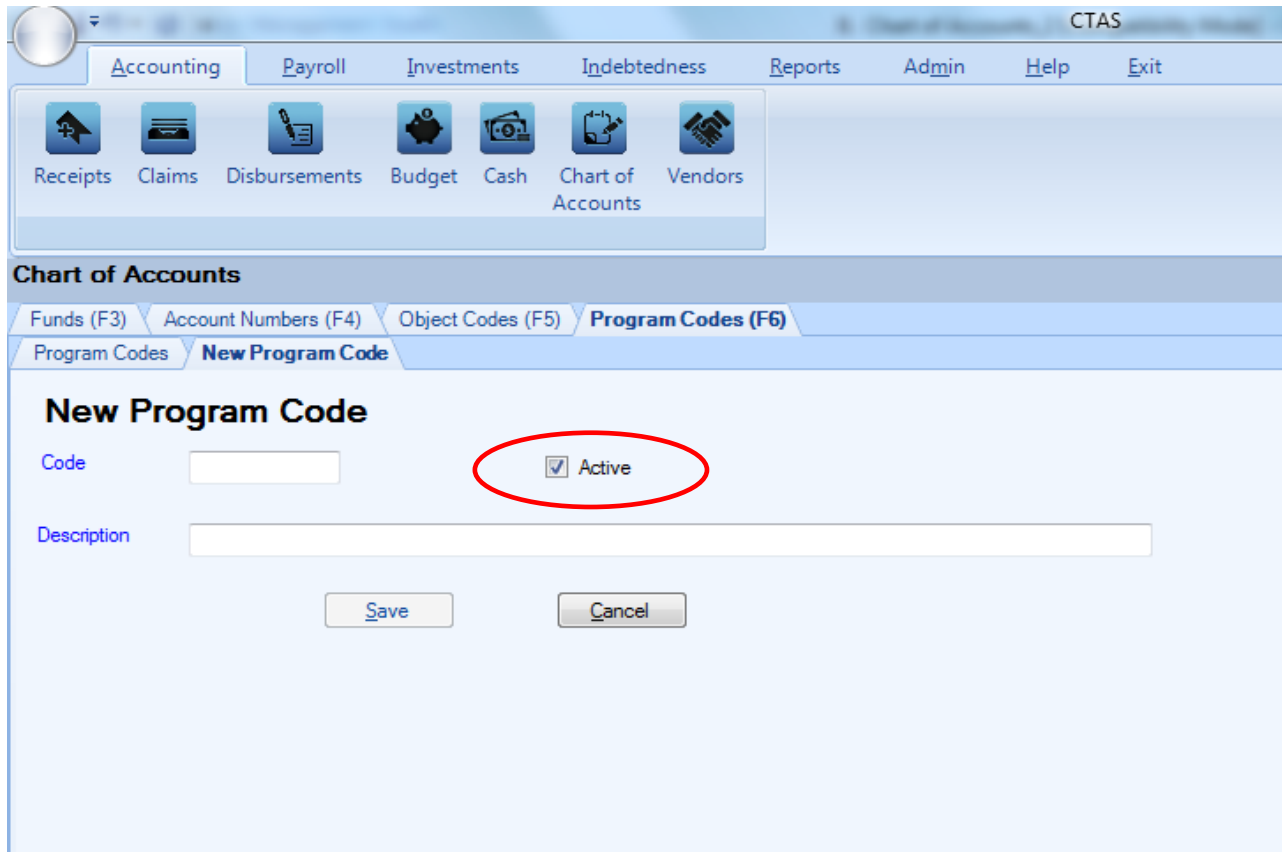 CTAS
Accounting Payroll Investments Indebtedness Reports Admin Help Exit
Receipts Claims Disbursements Budget Cash Chart of Accounts Vendors
Chart of Accounts
Funds (F3) Account Numbers (F4) Object Codes (F5) Program Codes (F6)
Program Codes New Program Code
New Program Code
Code Active
Description
Save Cancel